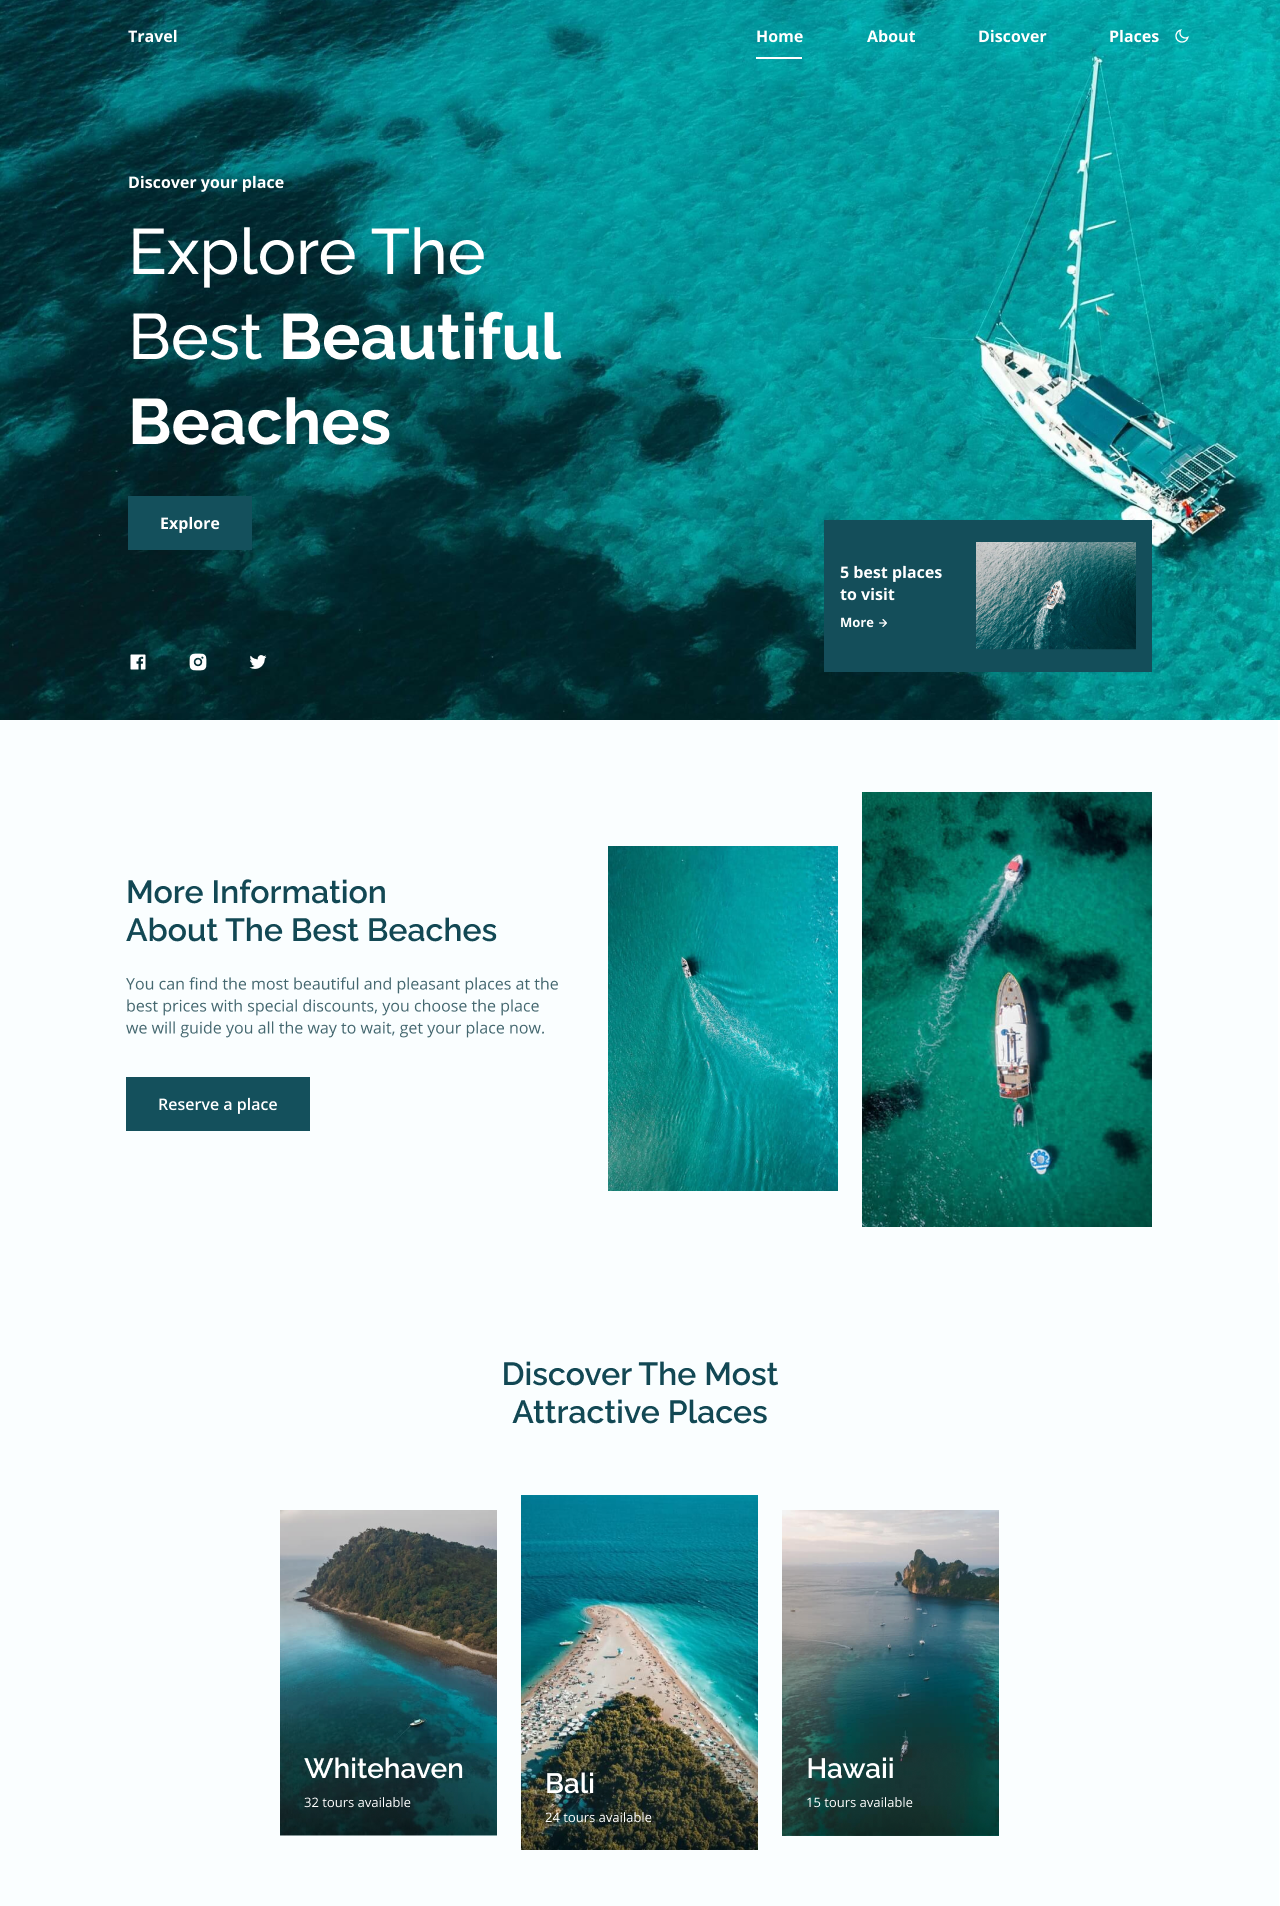 Travel
Home
About
Discover
Places
Discover your place
Explore The
Best Beautiful
Beaches
Explore
5 best places
to visit
More →
More Information
About The Best Beaches
You can find the most beautiful and pleasant places at the
best prices with special discounts, you choose the place
we will guide you all the way to wait, get your place now.
Reserve a place
Discover The Most
Attractive Places
Whitehaven
32 tours available
Bali
24 tours available
Hawaii
15 tours available